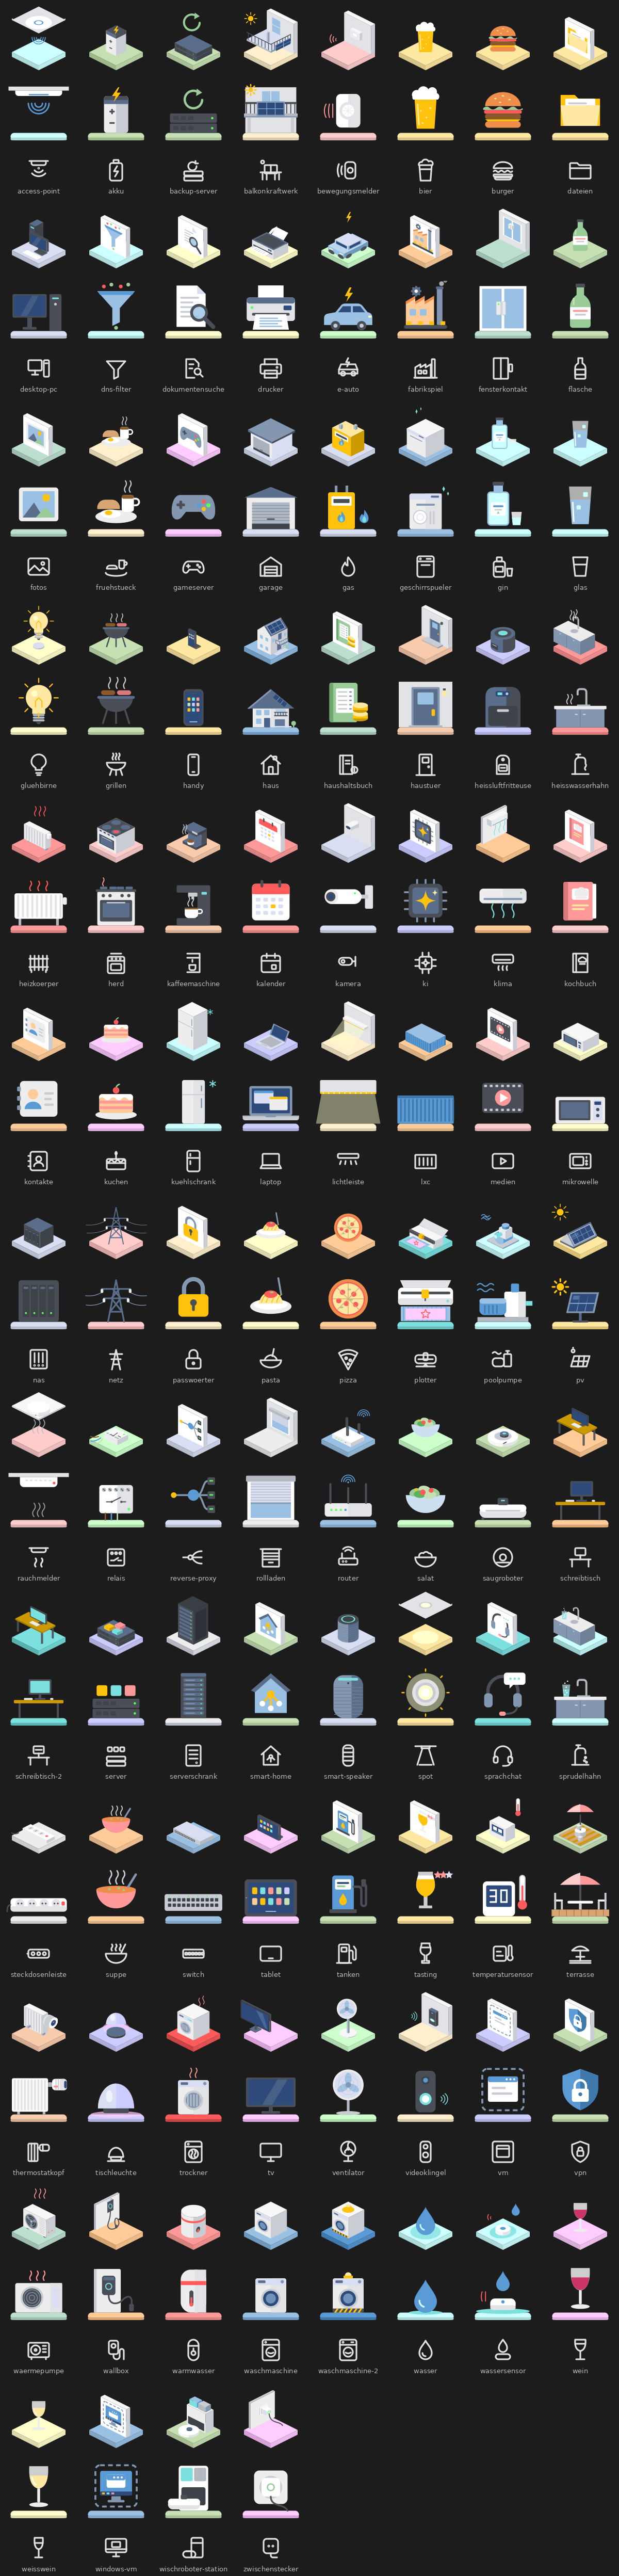 access-point akku backup-server balkonkraftwerk bewegungsmelder bier burger dateien
desktop-pc dns-filter dokumentensuche drucker e-auto fabrikspiel fensterkontakt flasche
fotos fruehstueck gameserver garage gas geschirrspueler gin glas
gluehbirne grillen handy haus haushaltsbuch haustuer heissluftfritteuse heisswasserhahn
heizkoerper herd kaffeemaschine kalender kamera ki klima kochbuch
kontakte kuchen kuehlschrank laptop lichtleiste lxc medien mikrowelle
nas netz passwoerter pasta pizza plotter poolpumpe pv
rauchmelder relais reverse-proxy rollladen router salat saugroboter schreibtisch
schreibtisch-2 server serverschrank smart-home smart-speaker spot sprachchat sprudelhahn
30
steckdosenleiste suppe switch tablet tanken tasting temperatursensor terrasse
thermostatkopf tischleuchte trockner tv ventilator videoklingel vm vpn
waermepumpe wallbox warmwasser waschmaschine waschmaschine-2 wasser wassersensor wein
weisswein windows-vm wischroboter-station zwischenstecker